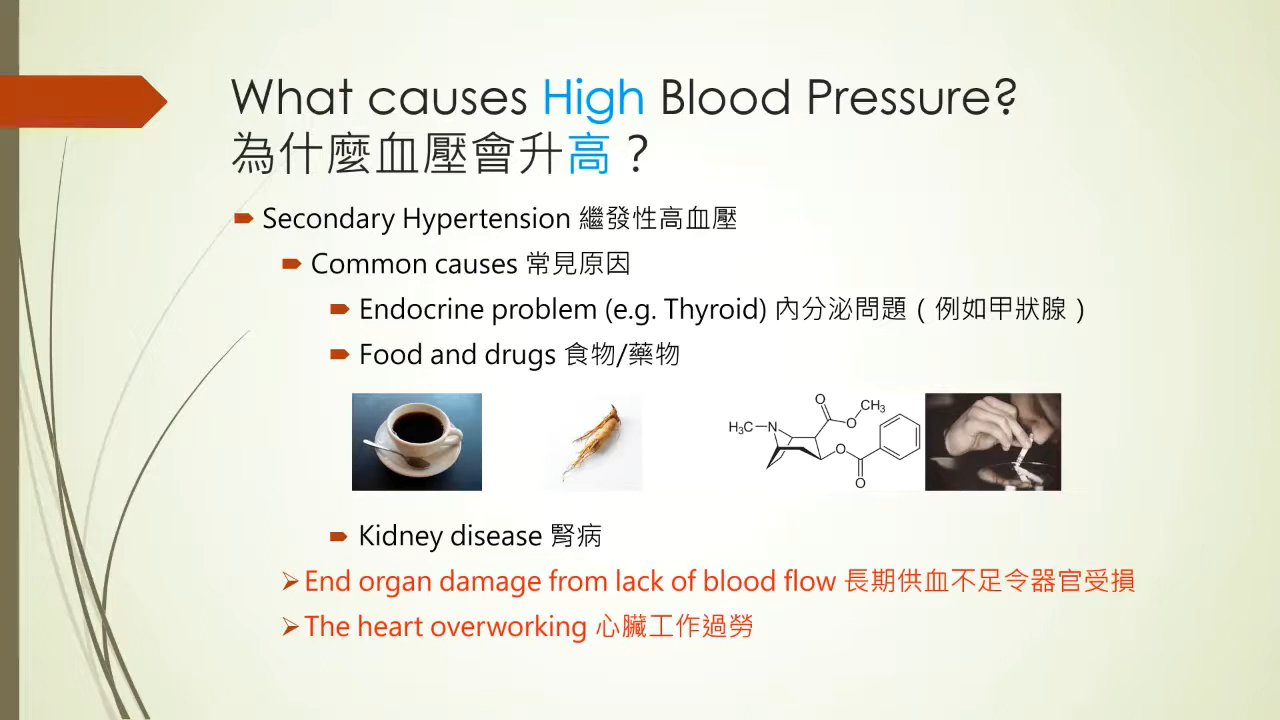 What causes High Blood Pressure?
為什麼血壓會升高？
Secondary Hypertension 繼發性高血壓
Common causes 常見原因
Endocrine problem (e.g. Thyroid) 內分泌問題（例如甲狀腺）
Food and drugs 食物/藥物
H₃C N O O CH₃ O O
Kidney disease 腎病
End organ damage from lack of blood flow 長期供血不足令器官受損
The heart overworking 心臟工作過勞